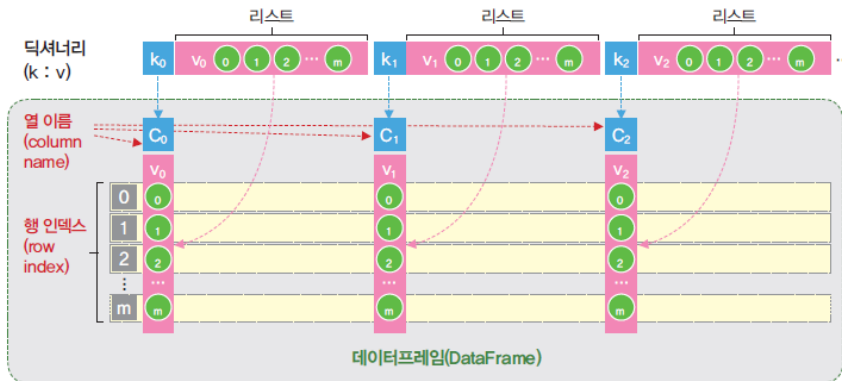 리스트 리스트 리스트
딕셔너리
(k : v)
k₀ v₀ 0 1 2 ··· m k₁ v₁ 0 1 2 ··· m k₂ v₂ 0 1 2 ··· m ··
열 이름
(column
name)
C₀ C₁ C₂
v₀ v₁ v₂
0 0 0 0
행 인덱스
(row
index)
1 1 1 1
2 2 2 2
⋮ ··· ··· ···
m m m m
데이터프레임(DataFrame)